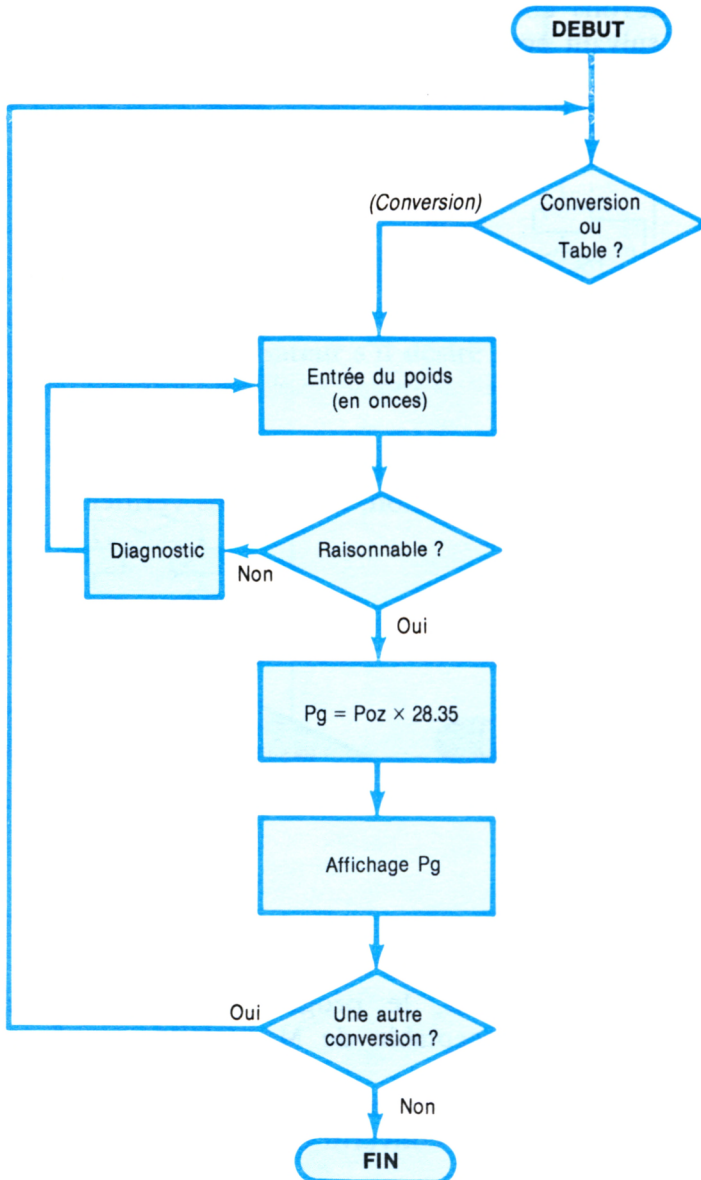 DEBUT
Conversion
ou
Table ?
(Conversion)
Entrée du poids
(en onces)
Raisonnable ?
Diagnostic
Non
Oui
Pg = Poz × 28.35
Affichage Pg
Une autre
conversion ?
Oui
Non
FIN